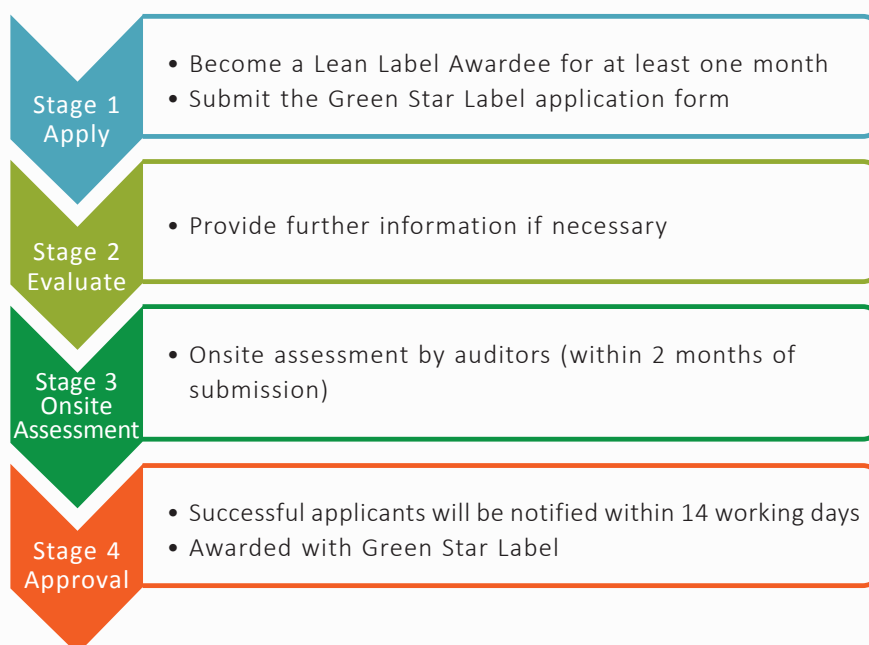 Stage 1
Apply
• Become a Lean Label Awardee for at least one month
• Submit the Green Star Label application form
Stage 2
Evaluate
• Provide further information if necessary
Stage 3
Onsite
Assessment
• Onsite assessment by auditors (within 2 months of
submission)
Stage 4
Approval
• Successful applicants will be notified within 14 working days
• Awarded with Green Star Label